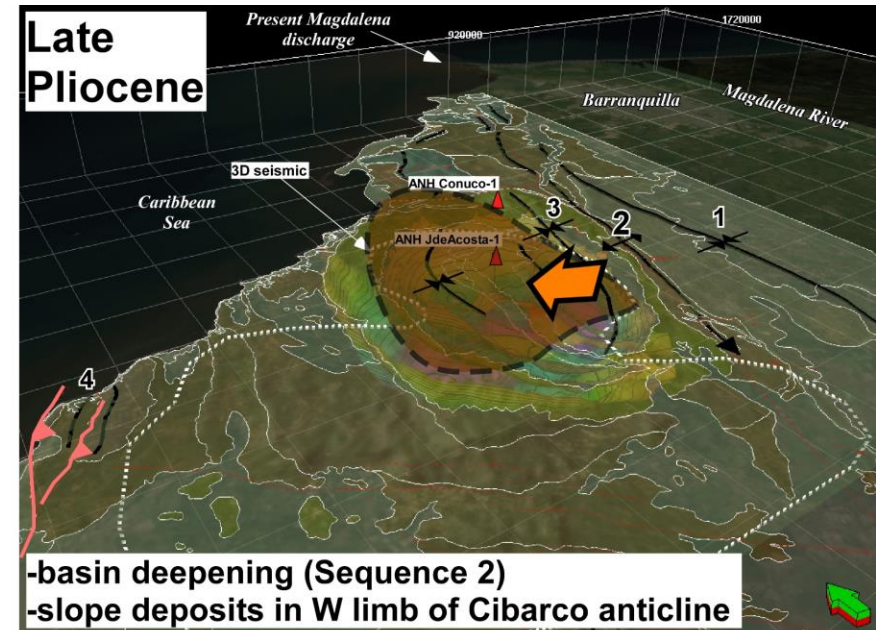 Late
Pliocene
Present Magdalena
discharge
920000
1720000
Barranquilla
Magdalena River
3D seismic
ANH Conuco-1
Caribbean
Sea
ANH JdeAcosta-1
3
2
1
4
-basin deepening (Sequence 2)
-slope deposits in W limb of Cibarco anticline